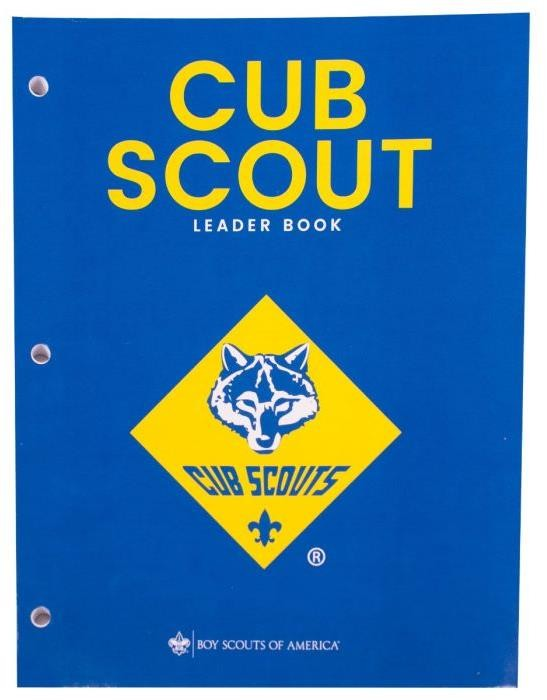 CUB
SCOUT
LEADER BOOK
CUB SCOUTS
®
BOY SCOUTS OF AMERICA®